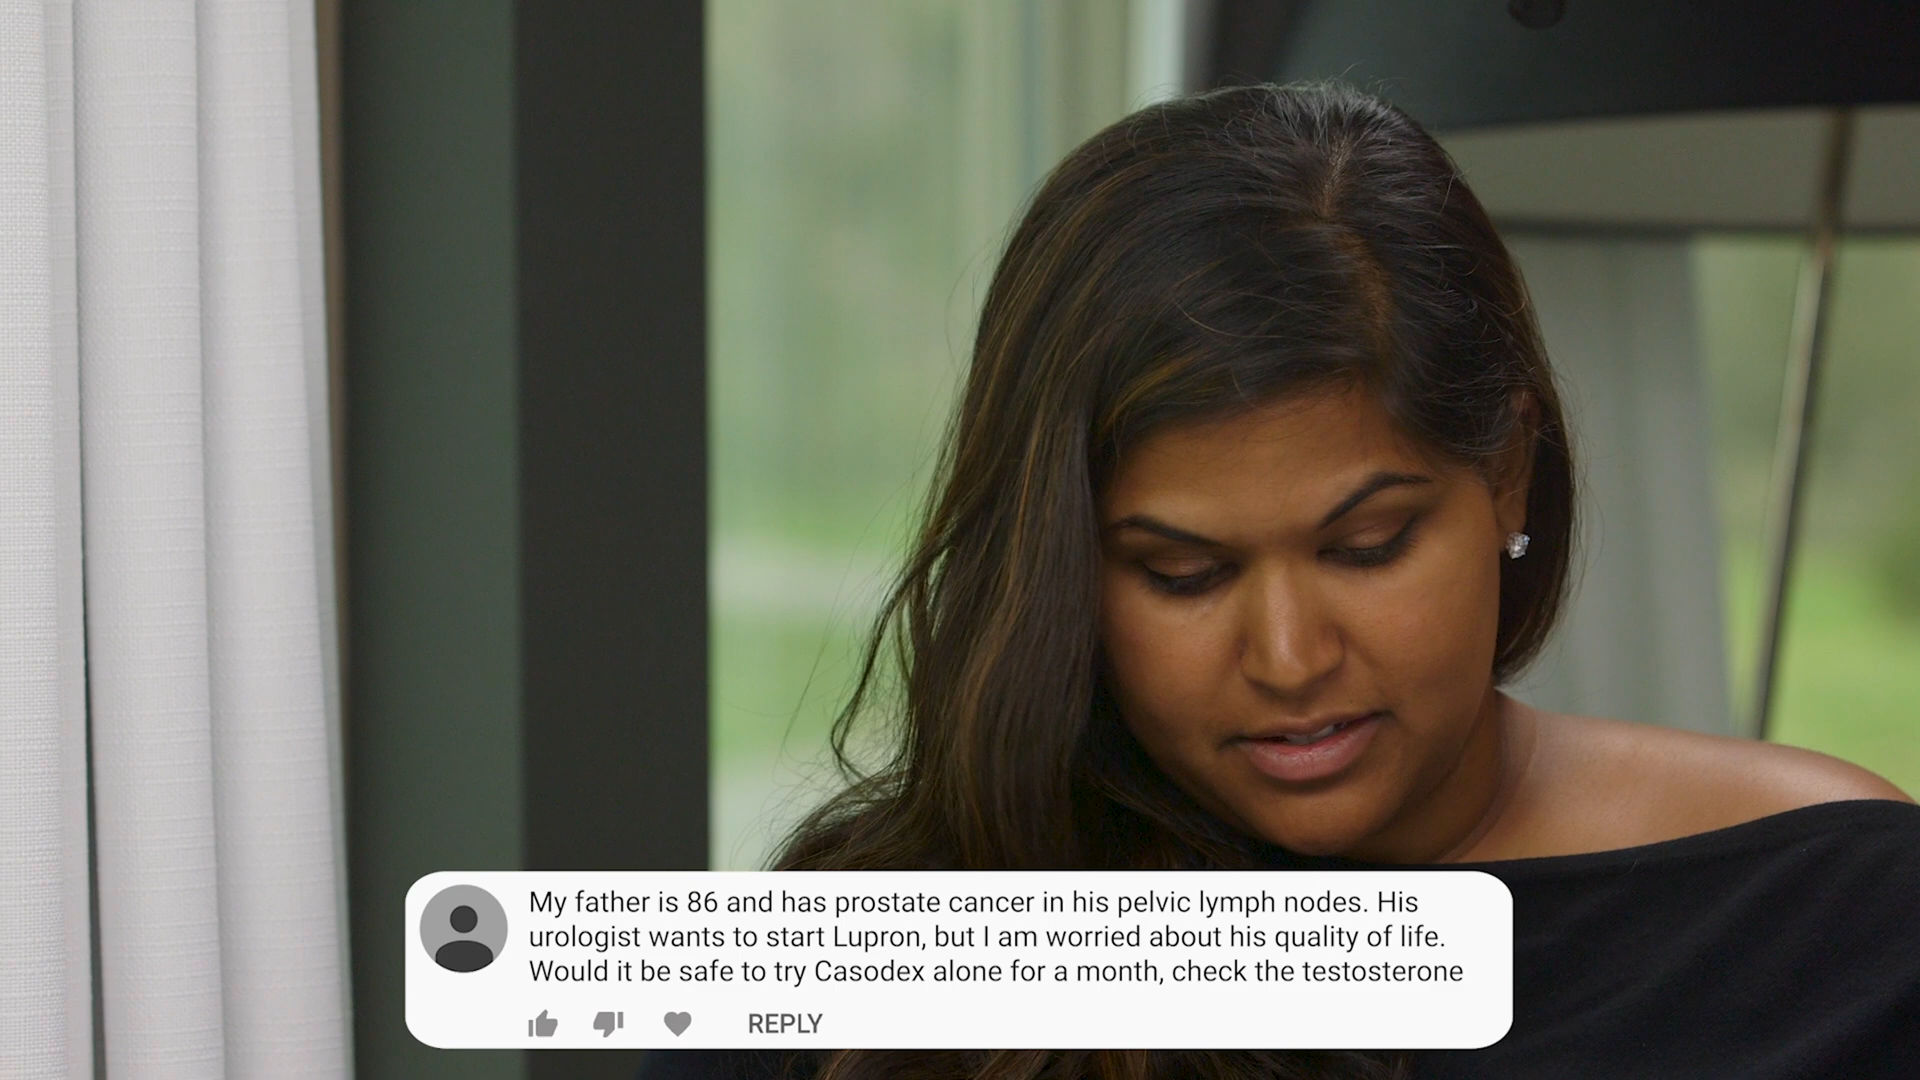 My father is 86 and has prostate cancer in his pelvic lymph nodes. His
urologist wants to start Lupron, but I am worried about his quality of life.
Would it be safe to try Casodex alone for a month, check the testosterone
REPLY